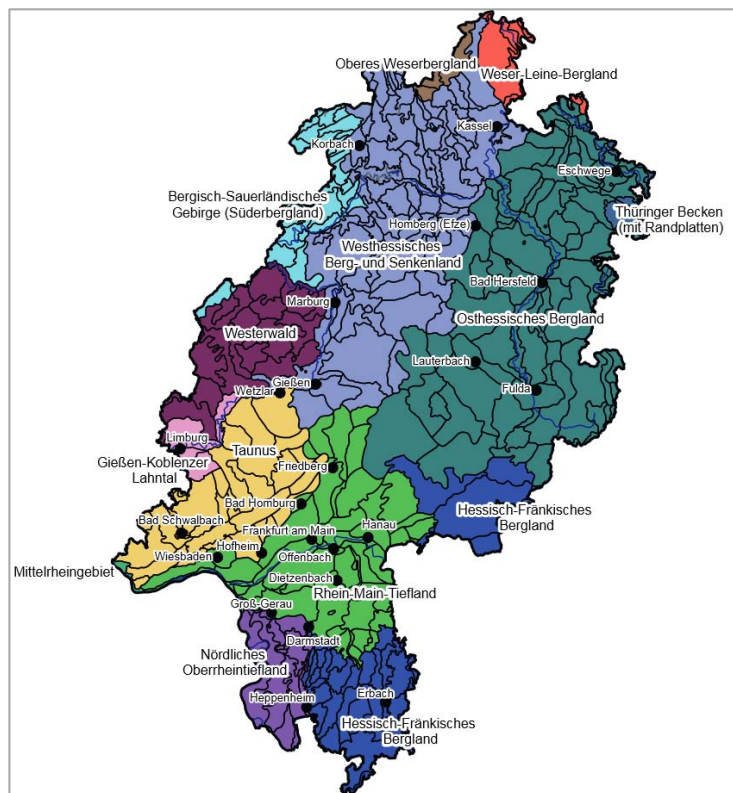 Oberes Weserbergland
Weser-Leine-Bergland
Kassel
Korbach
Eschwege
Bergisch-Sauerländisches
Gebirge (Süderbergland)
Thüringer Becken
(mit Randplatten)
Homberg (Efze)
Westhessisches
Berg- und Senkenland
Bad Hersfeld
Marburg
Osthessisches Bergland
Westerwald
Lauterbach
Gießen
Wetzlar
Fulda
Limburg
Taunus
Gießen-Koblenzer
Lahntal
Friedberg
Bad Homburg
Hessisch-Fränkisches
Bergland
Bad Schwalbach
Frankfurt am Main
Hanau
Wiesbaden
Hofheim
Offenbach
Mittelrheingebiet
Dietzenbach
Rhein-Main-Tiefland
Groß-Gerau
Darmstadt
Nördliches
Oberrheintiefland
Heppenheim
Erbach
Hessisch-Fränkisches
Bergland